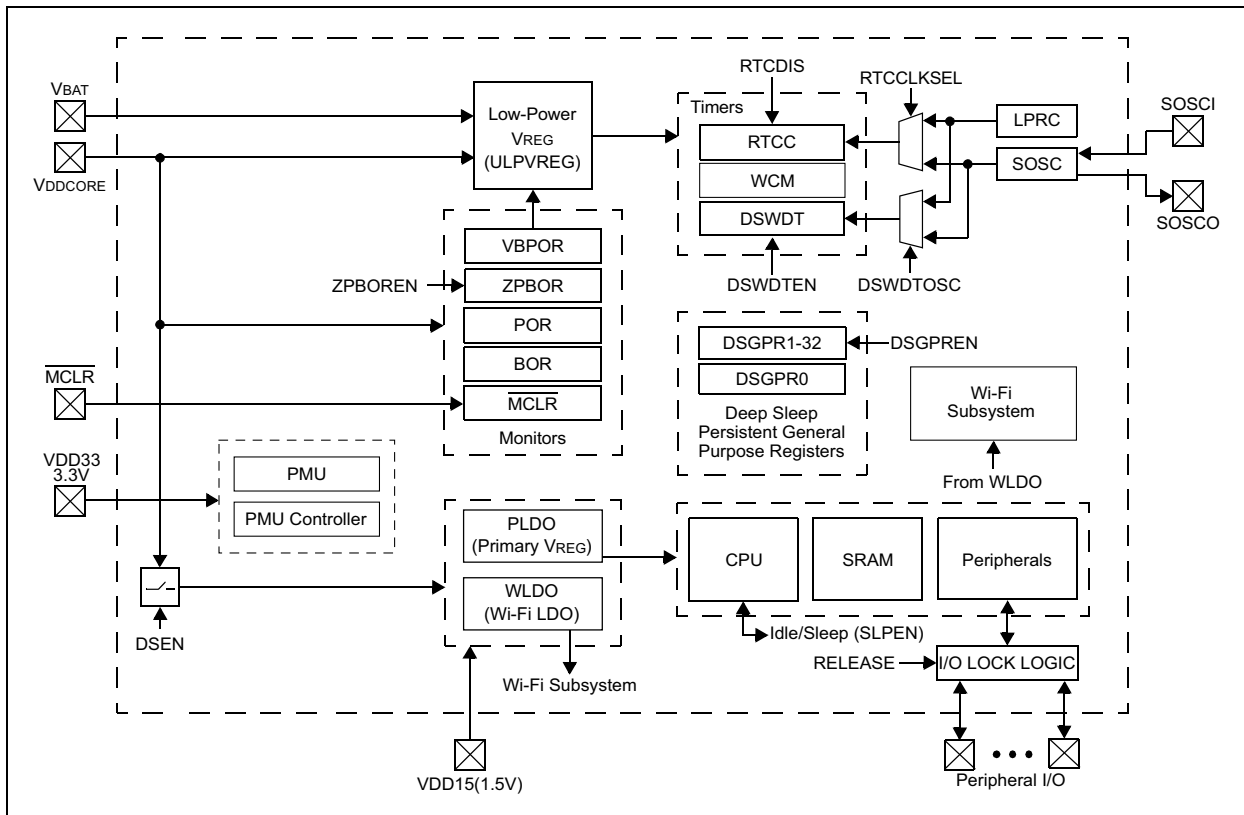 VBAT
VDDCORE
Low-Power
VREG
(ULPVREG)
RTCDIS
RTCCLKSEL
Timers
RTCC
WCM
DSWDT
LPRC
SOSC
SOSCI
SOSCO
DSWDTEN
DSWDTOSC
ZPBOREN
VBPOR
ZPBOR
POR
BOR
MCLR
Monitors
MCLR
DSGPR1-32
DSGPREN
DSGPR0
Deep Sleep
Persistent General
Purpose Registers
Wi-Fi
Subsystem
From WLDO
VDD33
3.3V
PMU
PMU Controller
PLDO
(Primary VREG)
WLDO
(Wi-Fi LDO)
DSEN
Wi-Fi Subsystem
VDD15(1.5V)
CPU
SRAM
Peripherals
Idle/Sleep (SLPEN)
RELEASE
I/O LOCK LOGIC
Peripheral I/O